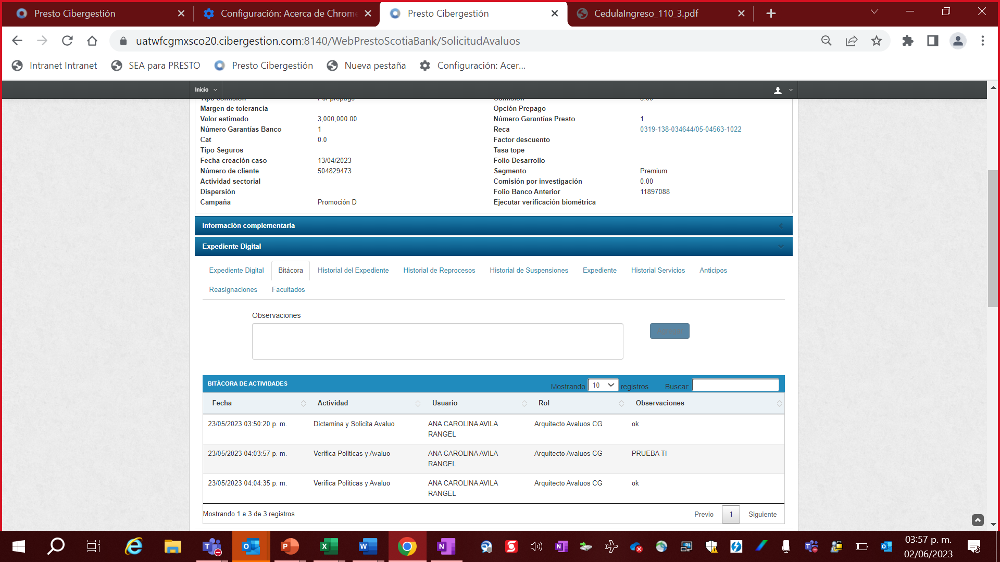 Presto Cibergestión
Configuración: Acerca de Chrome
Presto Cibergestión
CedulaIngreso_110_3.pdf
uatwfcgmxsco20.cibergestion.com:8140/WebPrestoScotiaBank/SolicitudAvaluos
Intranet Intranet
SEA para PRESTO
Presto Cibergestión
Nueva pestaña
Configuración: Acer...
Inicio
Tipo comisión Por prepago Comisión 3.00
Margen de tolerancia Opción Prepago
Valor estimado 3,000,000.00 Número Garantías Presto 1
Número Garantías Banco 1 Reca 0319-138-034644/05-04563-1022
Cat 0.0 Factor descuento
Tipo Seguros Tasa tope
Fecha creación caso 13/04/2023 Folio Desarrollo
Número de cliente 504829473 Segmento Premium
Actividad sectorial Comisión por investigación 0.00
Dispersión Folio Banco Anterior 11897088
Campaña Promoción D Ejecutar verificación biométrica
Información complementaria
Expediente Digital
Expediente Digital Bitácora Historial del Expediente Historial de Reprocesos Historial de Suspensiones Expediente Historial Servicios Anticipos
Reasignaciones Facultados
Observaciones
BITÁCORA DE ACTIVIDADES Mostrando 10 registros Buscar:
Fecha Actividad Usuario Rol Observaciones
23/05/2023 03:50:20 p. m. Dictamina y Solicita Avaluo ANA CAROLINA AVILA Arquitecto Avaluos CG ok
RANGEL
23/05/2023 04:03:57 p. m. Verifica Politicas y Avaluo ANA CAROLINA AVILA Arquitecto Avaluos CG PRUEBA TI
RANGEL
23/05/2023 04:04:35 p. m. Verifica Politicas y Avaluo ANA CAROLINA AVILA Arquitecto Avaluos CG ok
RANGEL
Mostrando 1 a 3 de 3 registros Previo 1 Siguiente
03:57 p. m.
02/06/2023